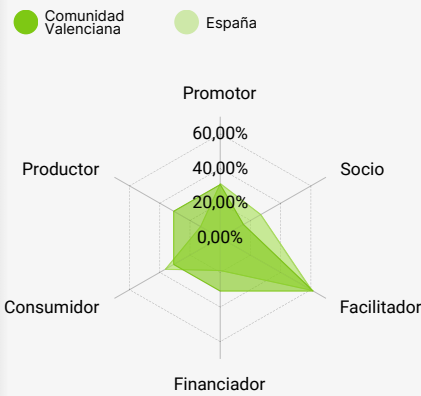 Comunidad
Valenciana
España
Promotor
60,00%
Productor
40,00%
Socio
20,00%
0,00%
Consumidor
Facilitador
Financiador